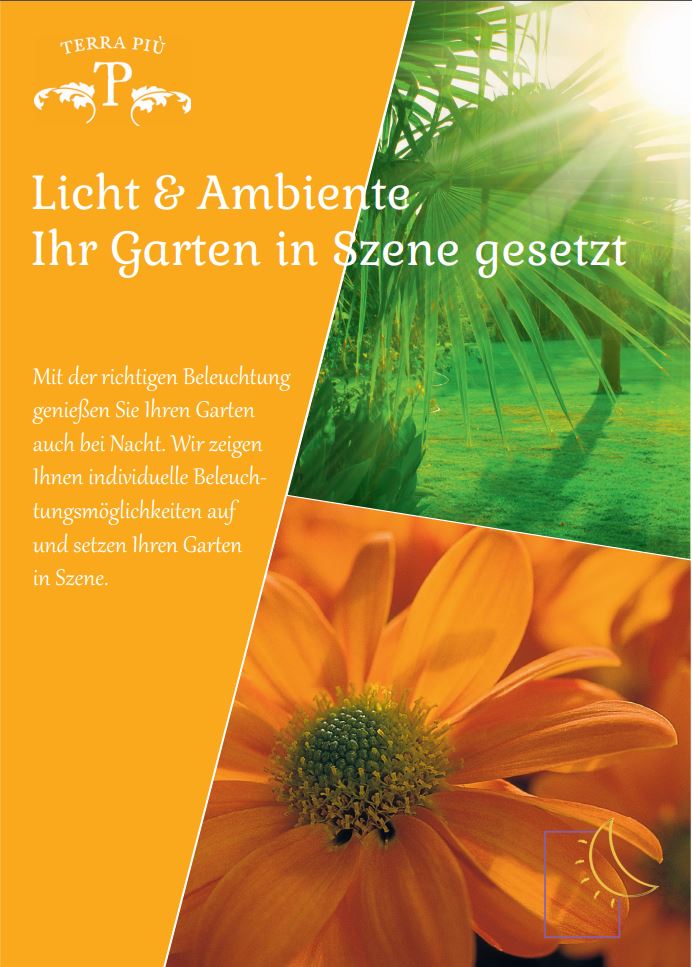 TERRA PIÙ
P
Licht & Ambiente
Ihr Garten in Szene gesetzt
Mit der richtigen Beleuchtung
genießen Sie Ihren Garten
auch bei Nacht. Wir zeigen
Ihnen individuelle Beleuch-
tungsmöglichkeiten auf
und setzen Ihren Garten
in Szene.